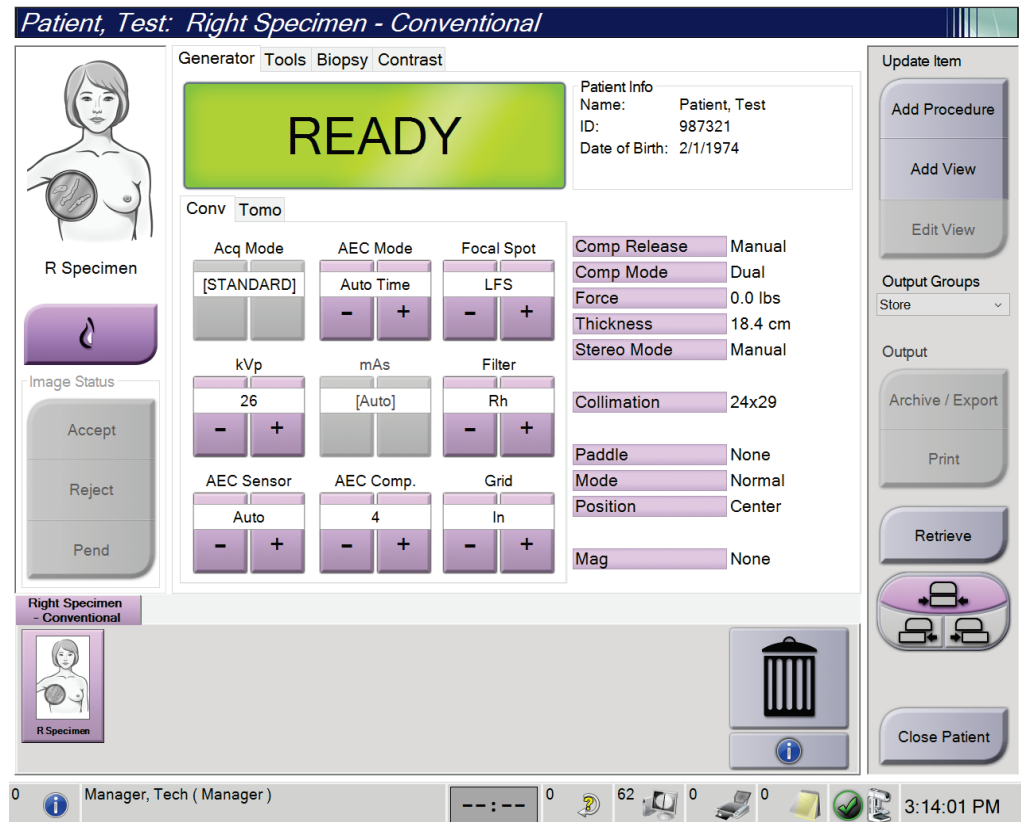 Patient, Test: Right Specimen - Conventional
R Specimen
Image Status
Accept
Reject
Pend
Generator Tools Biopsy Contrast
READY
Patient Info
Name: Patient, Test
ID: 987321
Date of Birth: 2/1/1974
Conv Tomo
Acq Mode AEC Mode Focal Spot
[STANDARD] Auto Time LFS
- + - +
kVp mAs Filter
26 [Auto] Rh
- + - +
AEC Sensor AEC Comp. Grid
Auto 4 In
- + - + - +
Comp Release Manual
Comp Mode Dual
Force 0.0 lbs
Thickness 18.4 cm
Stereo Mode Manual
Collimation 24x29
Paddle None
Mode Normal
Position Center
Mag None
Update Item
Add Procedure
Add View
Edit View
Output Groups
Store
Output
Archive / Export
Print
Retrieve
Close Patient
Right Specimen
- Conventional
R Specimen
0 Manager, Tech ( Manager ) --:-- 0 62 0 0 3:14:01 PM